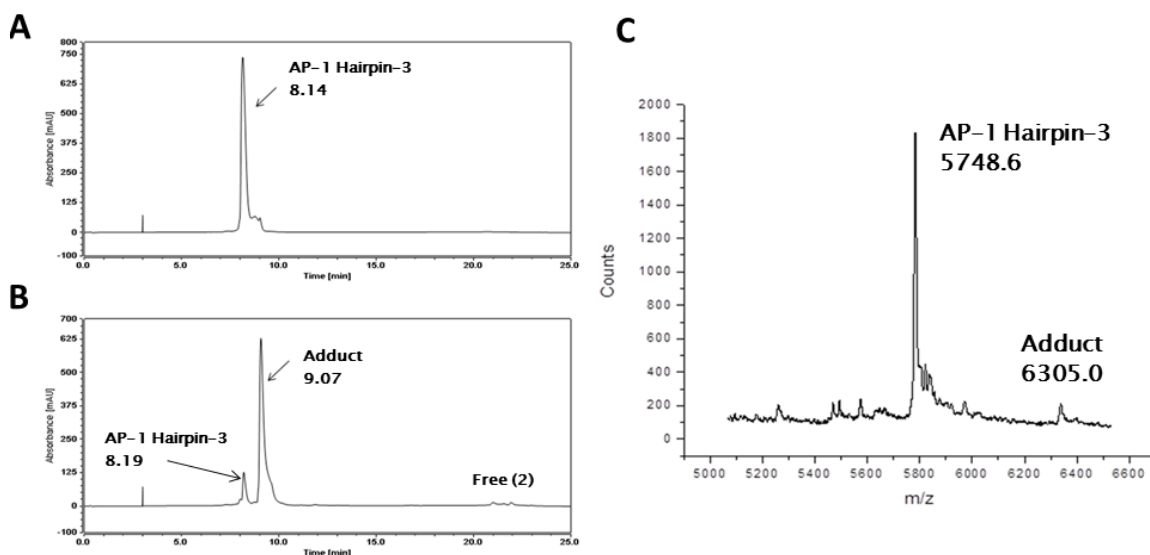 A
800
750
625
500
375
250
125
0
-100
Absorbance [mAU]
AP-1 Hairpin-3
8.14
0.0 5.0 10.0 15.0 20.0 25.0
Time [min]
B
700
625
500
375
250
125
0
-100
Absorbance [mAU]
Adduct
9.07
AP-1 Hairpin-3
8.19
Free (2)
0.0 5.0 10.0 15.0 20.0 25.0
Time [min]
C
2000
1800
1600
1400
1200
1000
800
600
400
200
0
Counts
AP-1 Hairpin-3
5748.6
Adduct
6305.0
5000 5200 5400 5600 5800 6000 6200 6400 6600
m/z